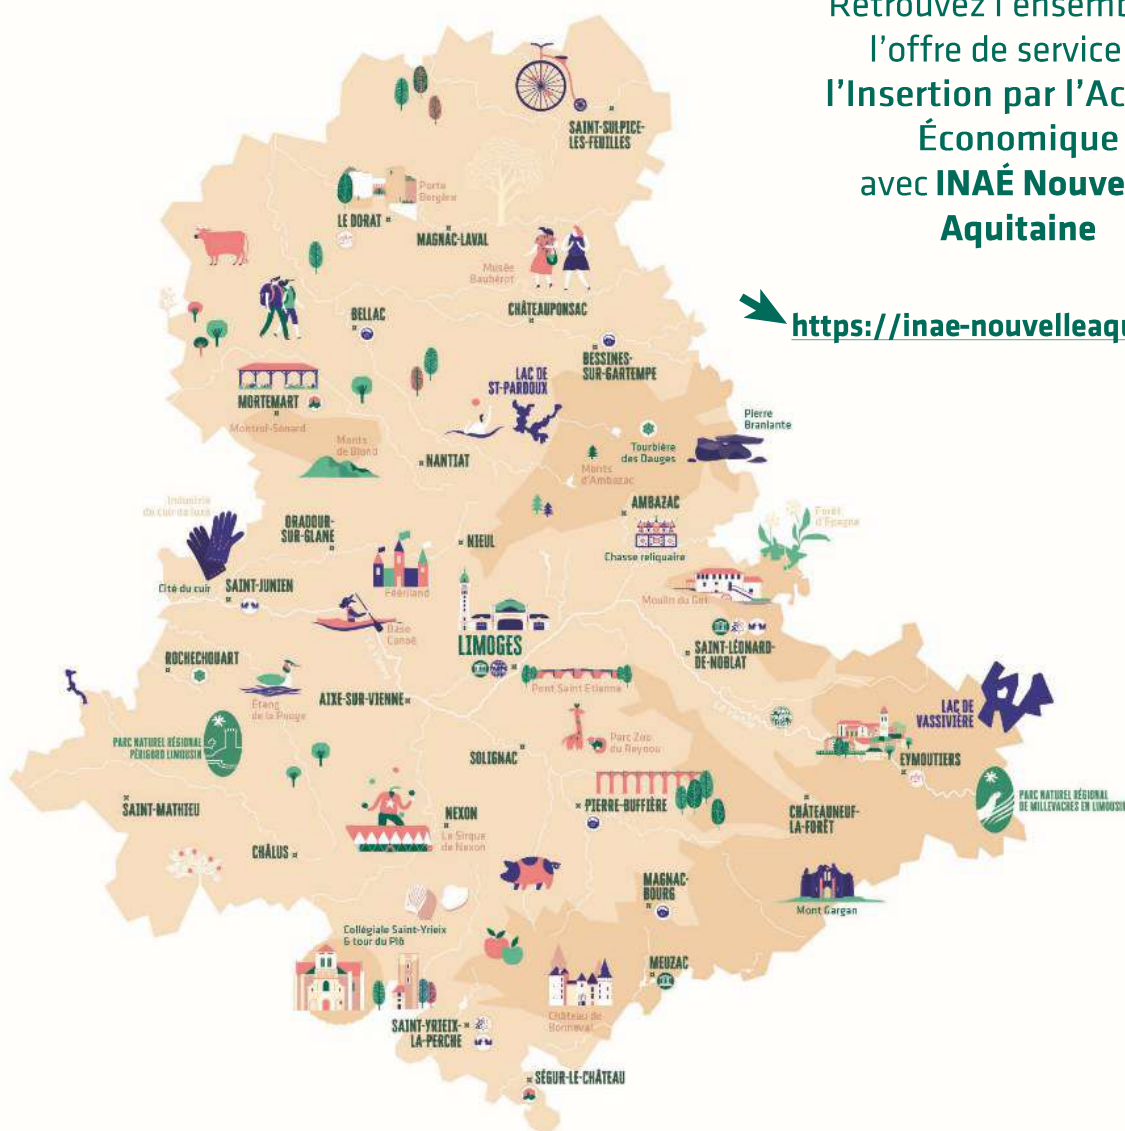 Retrouvez l'ensemb
l'offre de service
l'Insertion par l'Ac
Économique
avec INAÉ Nouve
Aquitaine
https://inae-nouvelleaqu
SAINT-SULPICE-
LES-FEUILLES
Porte
Bergère
LE DORAT
MAGNAC-LAVAL
Musée
Baubérot
CHÂTEAUPONSAC
BELLAC
BESSINES-
SUR-GARTEMPE
LAC DE
ST-PARDOUX
MORTEMART
Montrol-Sénard
Monts
de Blond
NANTIAT
Pierre
Branlante
Tourbière
des Dauges
Monts
d'Ambazac
AMBAZAC
Chasse reliquaire
Industrie
de cuir de luxe
ORADOUR-
SUR-GLANE
NIEUL
Forêt
d'Epagne
Cité du cuir
SAINT-JUNIEN
Féeriland
Moulin du Got
Base
Canoë
LIMOGES
SAINT-LÉONARD-
DE-NOBLAT
ROCHECHOUART
Pont Saint Etienne
Étang
de la Pouge
AIXE-SUR-VIENNE
LAC DE
VASSIVIÈRE
PARC NATUREL RÉGIONAL
PÉRIGORD LIMOUSIN
Parc Zoo
du Reynou
SOLIGNAC
EYMOUTIERS
PARC NATUREL RÉGIONAL
DE MILLEVACHES EN LIMOUSIN
SAINT-MATHIEU
NEXON
Le Sirque
de Nexon
PIERRE-BUFFIÈRE
CHÂTEAUNEUF-
LA-FORÊT
CHÂLUS
MAGNAC-
BOURG
Mont Gargan
Collégiale Saint-Yrieix
& tour du Plô
MEUZAC
Château de
Bonneval
SAINT-YRIEIX-
LA-PERCHE
SÉGUR-LE-CHÂTEAU